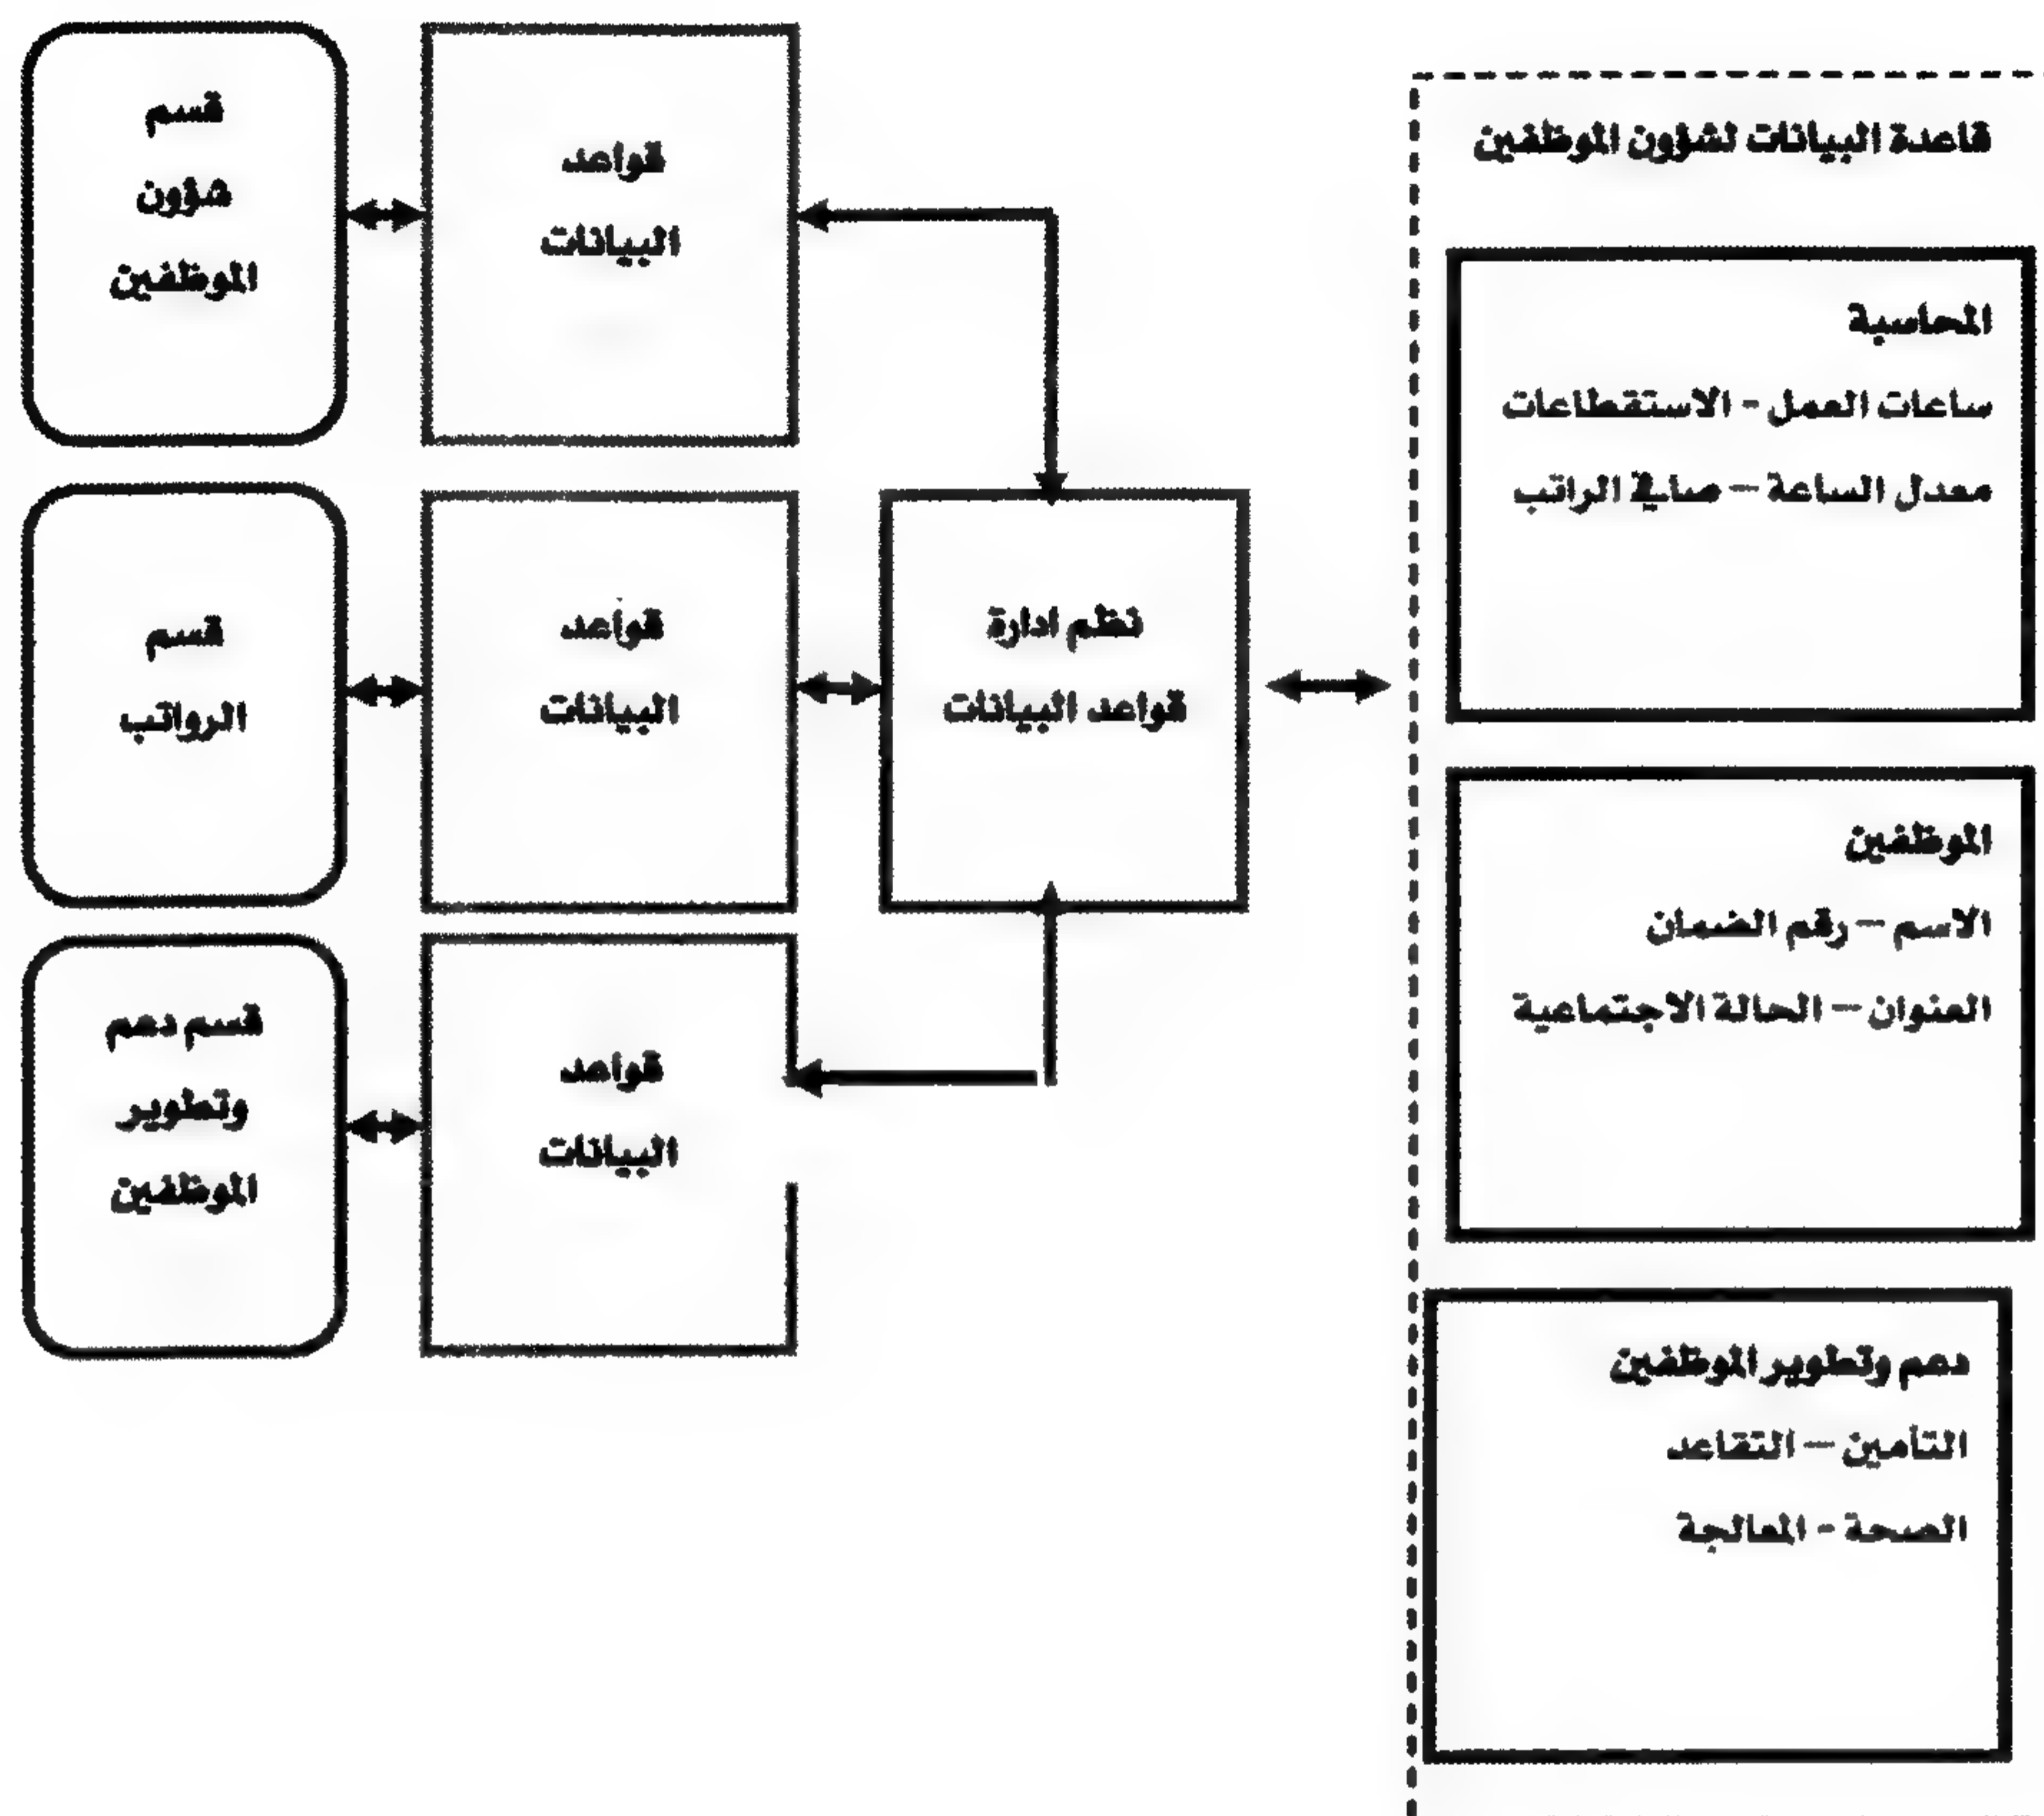 قاعدة البيانات لشؤون الموظفين
المحاسبة
ساعات العمل - الاستقطاعات
معدل الساعة – صافي الراتب
الموظفين
الاسم – رقم الضمان
العنوان – الحالة الاجتماعية
دعم وتطوير الموظفين
التأمين – التقاعد
الصحة - المعالجة
نظم ادارة
قواعد البيانات
قواعد
البيانات
قواعد
البيانات
قواعد
البيانات
قسم
شؤون
الموظفين
قسم
الرواتب
قسم دعم
وتطوير
الموظفين